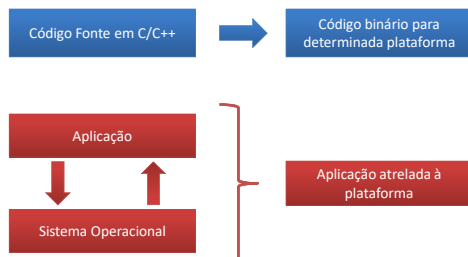 Código Fonte em C/C++
Código binário para
determinada plataforma
Aplicação
Aplicação atrelada à
plataforma
Sistema Operacional